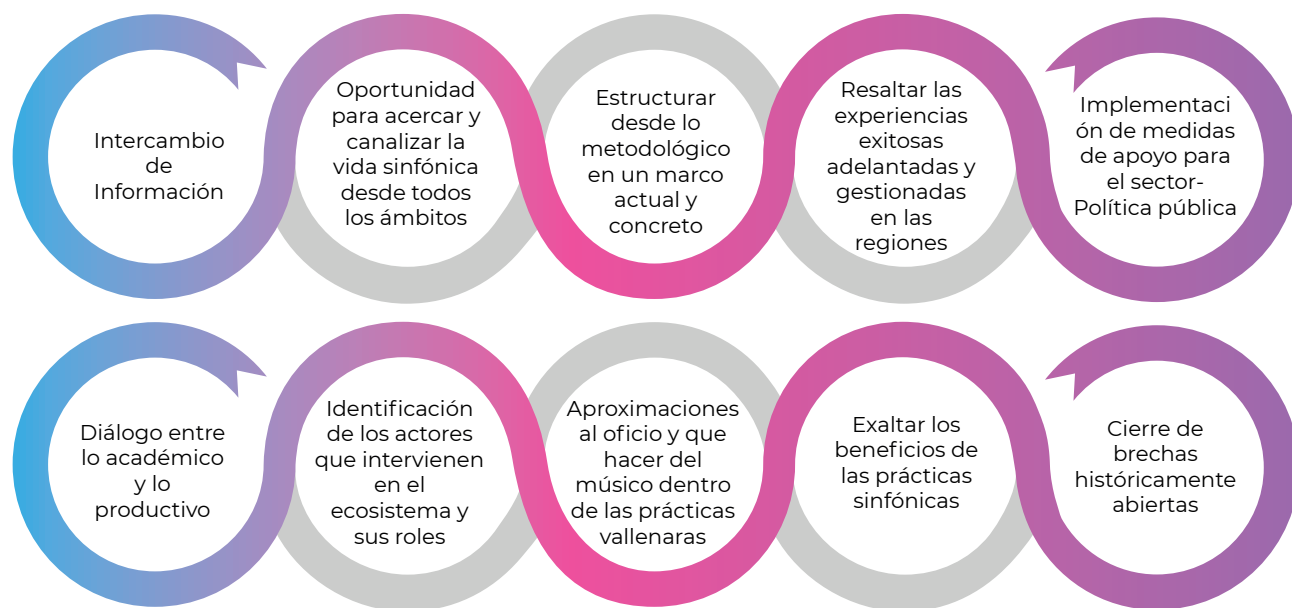 Intercambio
de
Información
Oportunidad
para acercar y
canalizar la
vida sinfónica
desde todos
los ámbitos
Estructurar
desde lo
metodológico
en un marco
actual y
concreto
Resaltar las
experiencias
exitosas
adelantadas y
gestionadas
en las
regiones
Implementaci
ón de medidas
de apoyo para
el sector-
Política pública
Diálogo entre
lo académico
y lo
productivo
Identificación
de los actores
que intervienen
en el
ecosistema y
sus roles
Aproximaciones
al oficio y que
hacer del
músico dentro
de las prácticas
vallenaras
Exaltar los
beneficios de
las prácticas
sinfónicas
Cierre de
brechas
históricamente
abiertas